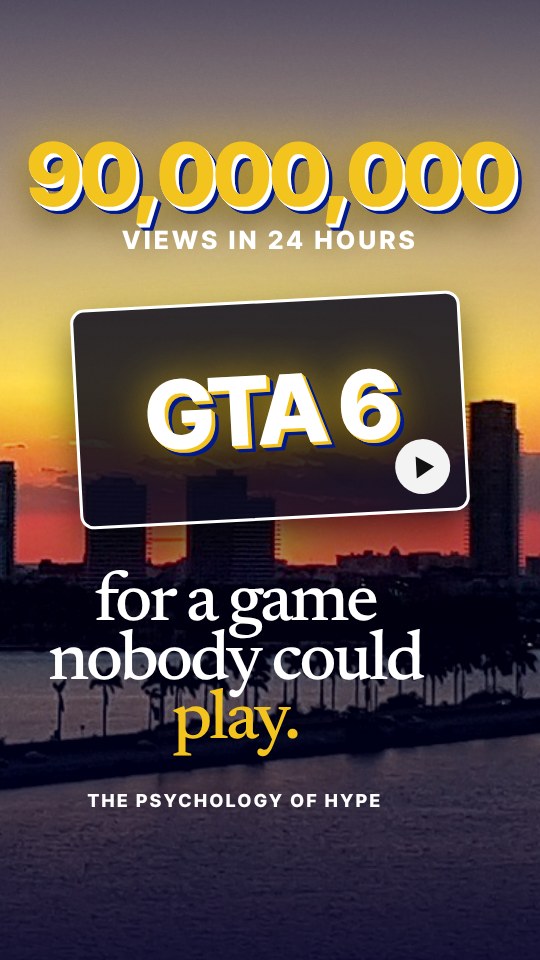 90,000,000
VIEWS IN 24 HOURS
GTA 6
for a game
nobody could
play.
THE PSYCHOLOGY OF HYPE